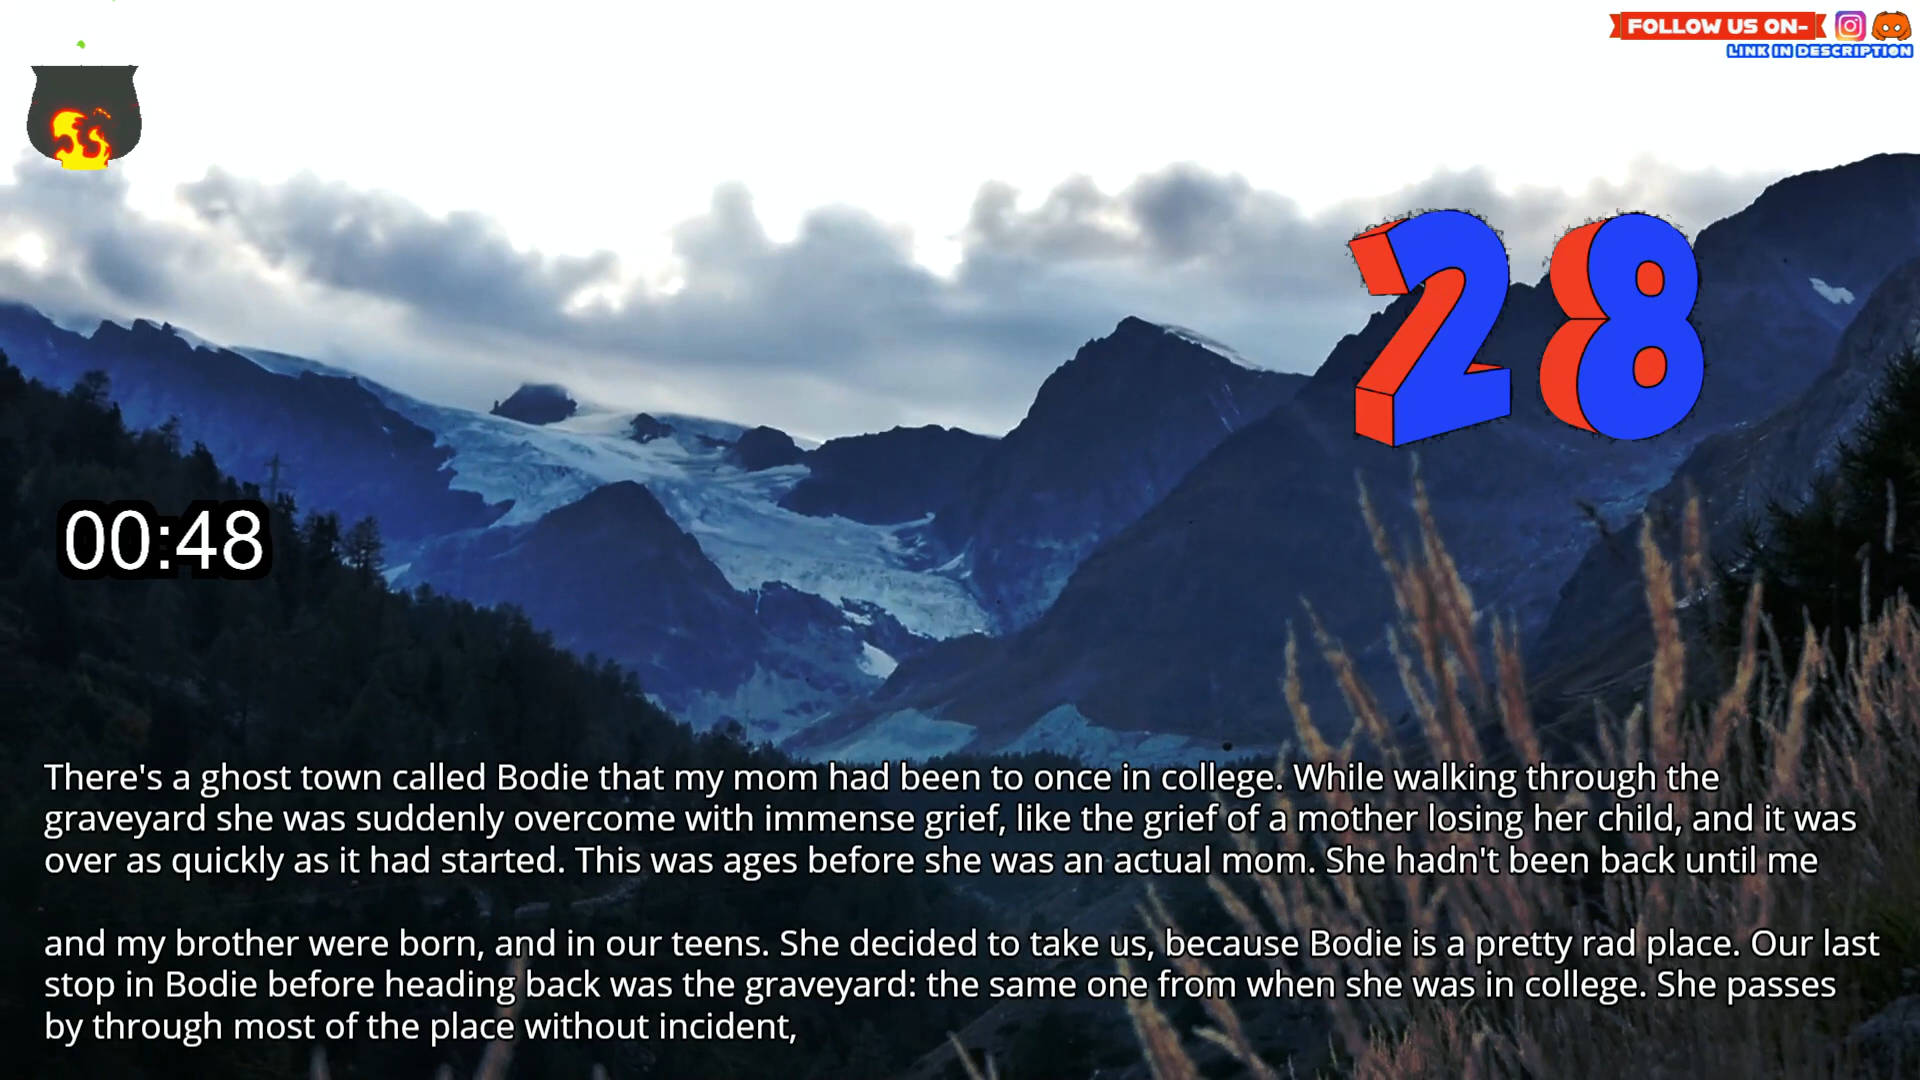 FOLLOW US ON-
LINK IN DESCRIPTION
28
00:48
There's a ghost town called Bodie that my mom had been to once in college. While walking through the
graveyard she was suddenly overcome with immense grief, like the grief of a mother losing her child, and it was
over as quickly as it had started. This was ages before she was an actual mom. She hadn't been back until me
and my brother were born, and in our teens. She decided to take us, because Bodie is a pretty rad place. Our last
stop in Bodie before heading back was the graveyard: the same one from when she was in college. She passes
by through most of the place without incident,